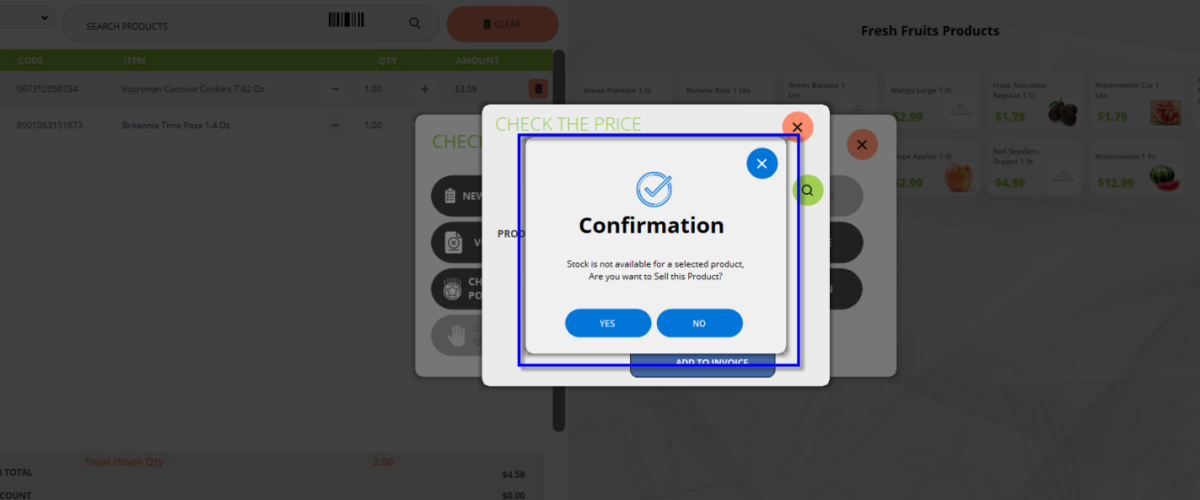 SEARCH PRODUCTS
CLEAR
CODE ITEM QTY AMOUNT
067312050734 Voortman Coconut Cookies 7.62 Oz. − 1.00 + $3.59
8901063151673 Britannia Time Pass 1.4 Oz − 1.00
Total Iteam Qty 2.00
TOTAL $4.58
COUNT $0.00
Fresh Fruits Products
Green Plantain 1 lb
Banana Ripe 1 Lbs
Green Banana 1
Lbs
Mango Large 1 lb
$2.99
Hass Avacados
Regular 1 Ct
$1.79
Watermelon Cut 1
Lbs
$1.79
Apples 1 lb
$2.99
Red Seedless
Grapes 1 lb
$4.99
Watermelon 1 Pc
$12.99
CHEC
NEW
V
CH
PO
CHECK THE PRICE
PROD
Confirmation
Stock is not available for a selected product,
Are you want to Sell this Product?
YES
NO
ADD TO INVOICE